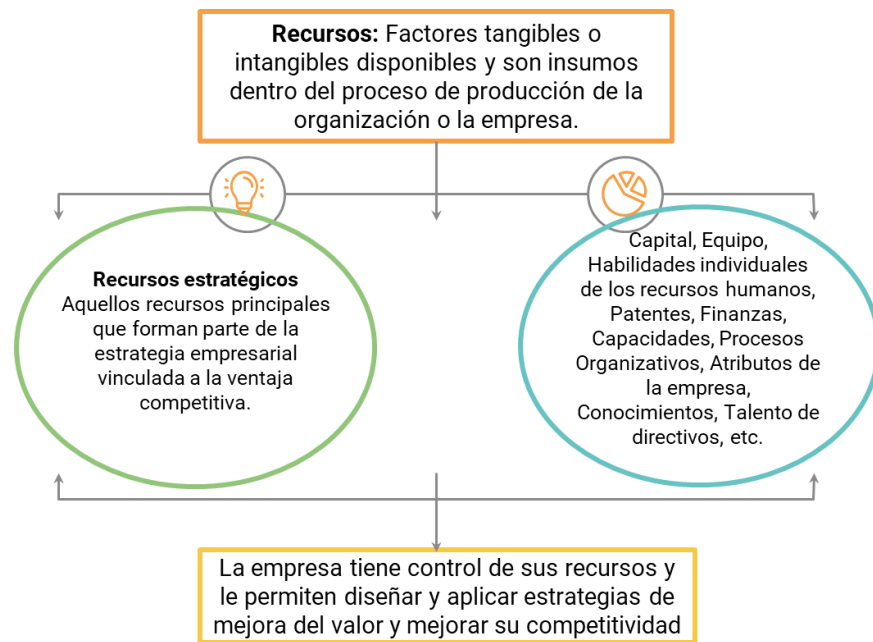 Recursos: Factores tangibles o
intangibles disponibles y son insumos
dentro del proceso de producción de la
organización o la empresa.
Recursos estratégicos
Aquellos recursos principales
que forman parte de la
estrategia empresarial
vinculada a la ventaja
competitiva.
Capital, Equipo,
Habilidades individuales
de los recursos humanos,
Patentes, Finanzas,
Capacidades, Procesos
Organizativos, Atributos de
la empresa,
Conocimientos, Talento de
directivos, etc.
La empresa tiene control de sus recursos y
le permiten diseñar y aplicar estrategias de
mejora del valor y mejorar su competitividad